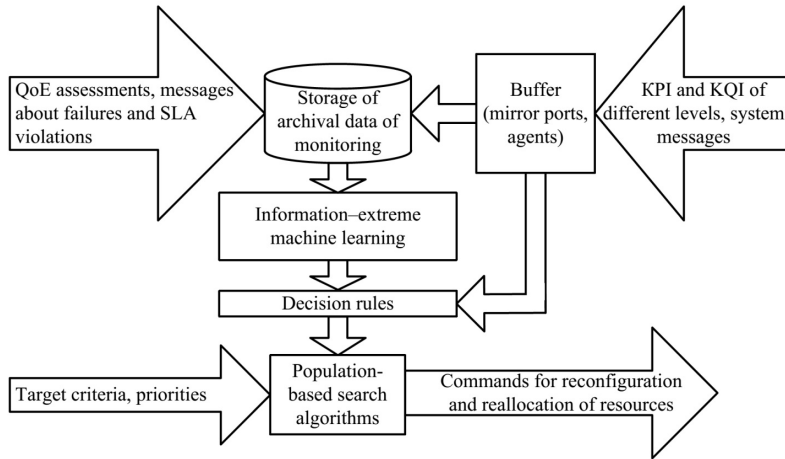 QoE assessments, messages
about failures and SLA
violations
Storage of
archival data of
monitoring
Buffer
(mirror ports,
agents)
KPI and KQI of
different levels, system
messages
Information–extreme
machine learning
Decision rules
Target criteria, priorities
Population-
based search
algorithms
Commands for reconfiguration
and reallocation of resources